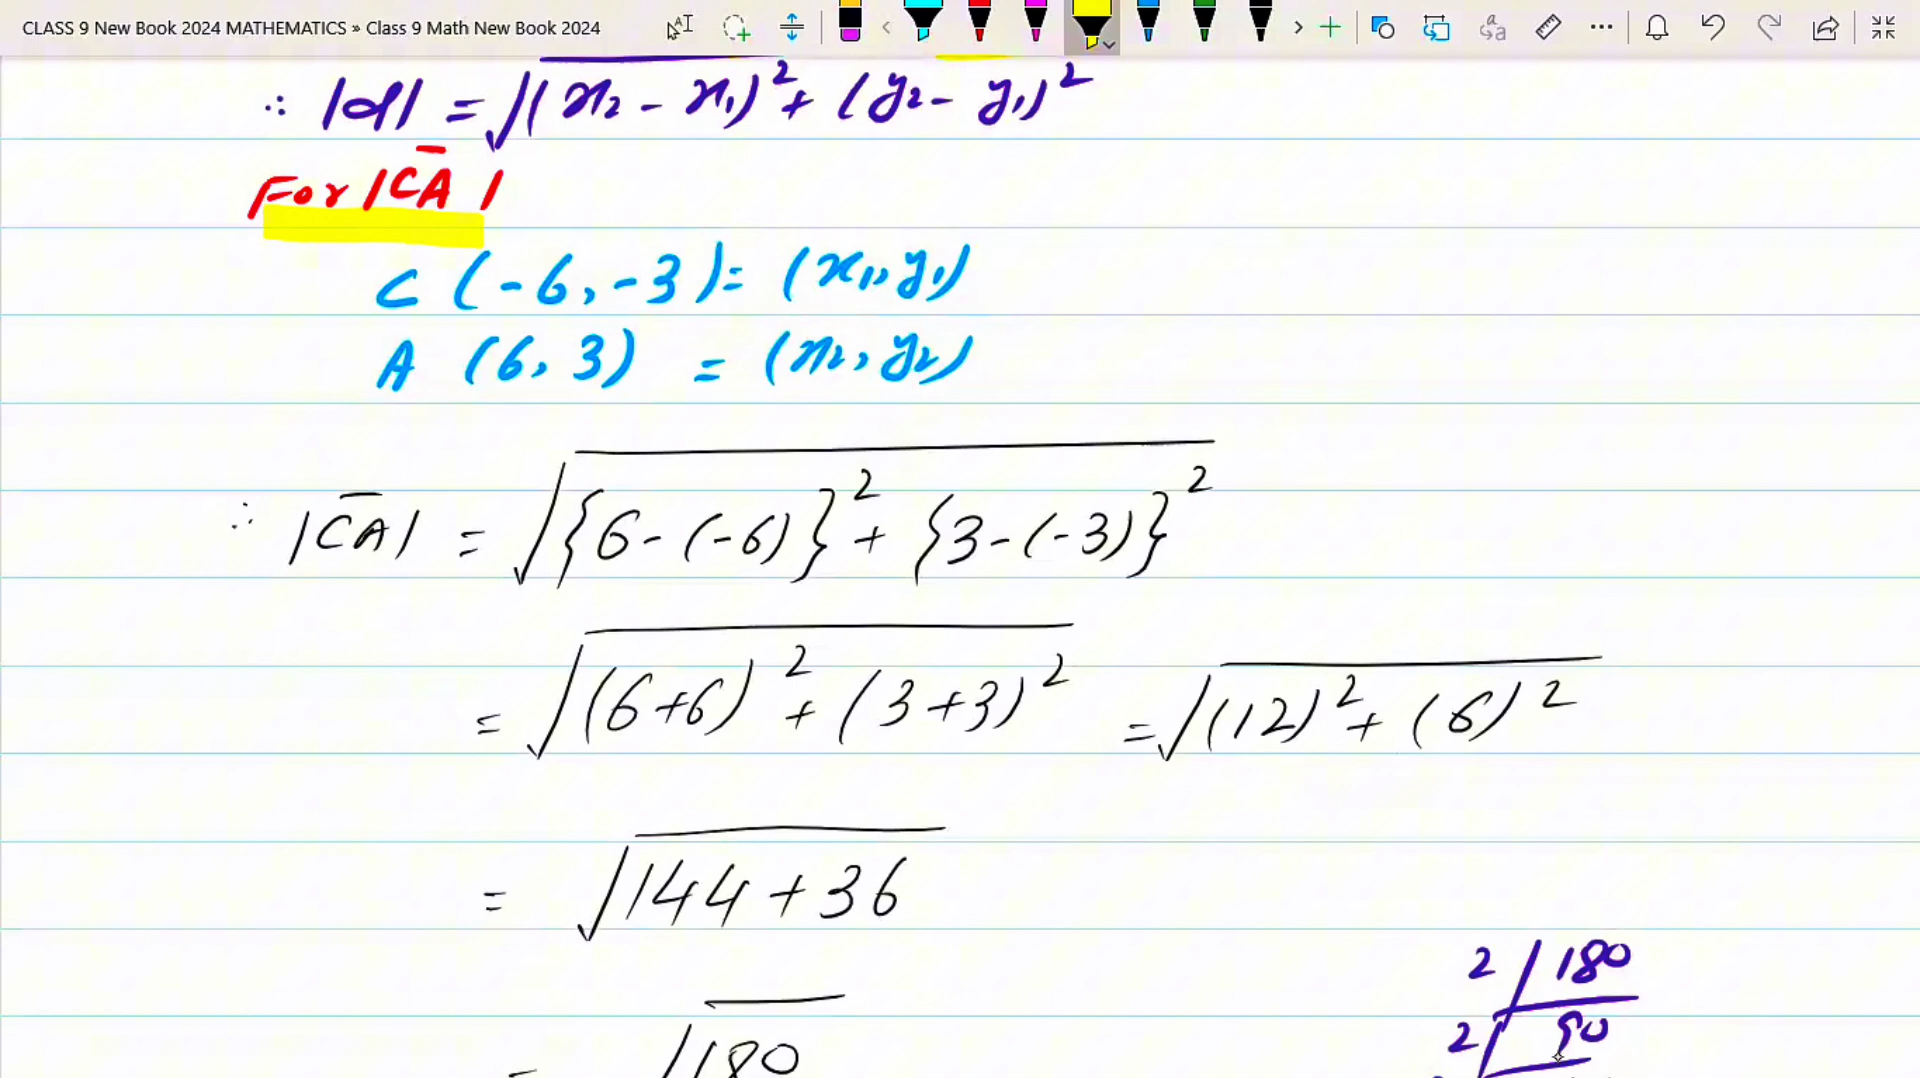 CLASS 9 New Book 2024 MATHEMATICS » Class 9 Math New Book 2024
∴ |d| = √(x₂ - x₁)² + (y₂ - y₁)²
For |C̅A̅|
C (-6, -3) = (x₁, y₁)
A (6, 3) = (x₂, y₂)
∴ |C̅A̅| = √{6-(-6)}² + {3-(-3)}²
= √(6+6)² + (3+3)² = √(12)² + (6)²
= √144 + 36
2 | 180
= √180
2 | 90